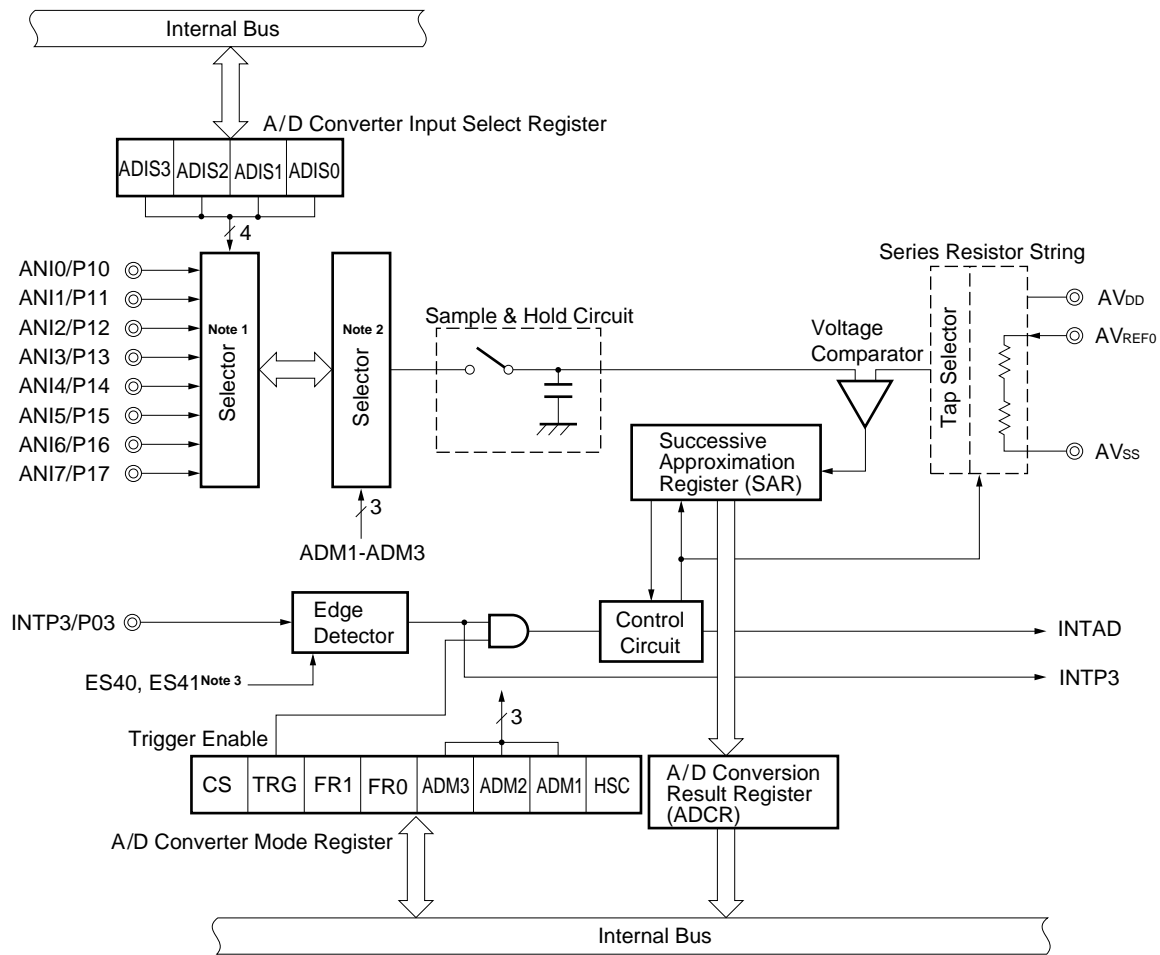 Internal Bus
A/D Converter Input Select Register
ADIS3 ADIS2 ADIS1 ADIS0
4
ANI0/P10
ANI1/P11
ANI2/P12
ANI3/P13
ANI4/P14
ANI5/P15
ANI6/P16
ANI7/P17
Note 1
Selector
Note 2
Selector
3
ADM1-ADM3
Sample & Hold Circuit
Voltage
Comparator
Series Resistor String
Tap Selector
AVDD
AVREF0
AVSS
Successive
Approximation
Register (SAR)
INTP3/P03
Edge
Detector
ES40, ES41 Note 3
Control
Circuit
INTAD
INTP3
3
Trigger Enable
CS TRG FR1 FR0 ADM3 ADM2 ADM1 HSC
A/D Converter Mode Register
A/D Conversion
Result Register
(ADCR)
Internal Bus